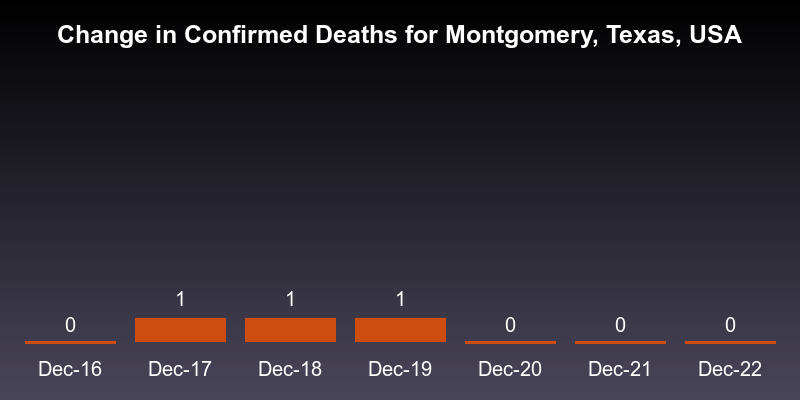 Change in Confirmed Deaths for Montgomery, Texas, USA
0 1 1 1 0 0 0
Dec-16 Dec-17 Dec-18 Dec-19 Dec-20 Dec-21 Dec-22